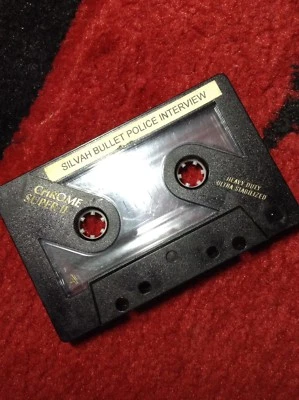 SILVAH BULLET POLICE INTERVIEW
CHROME
SUPER II
HEAVY DUTY
ULTRA STABILIZED